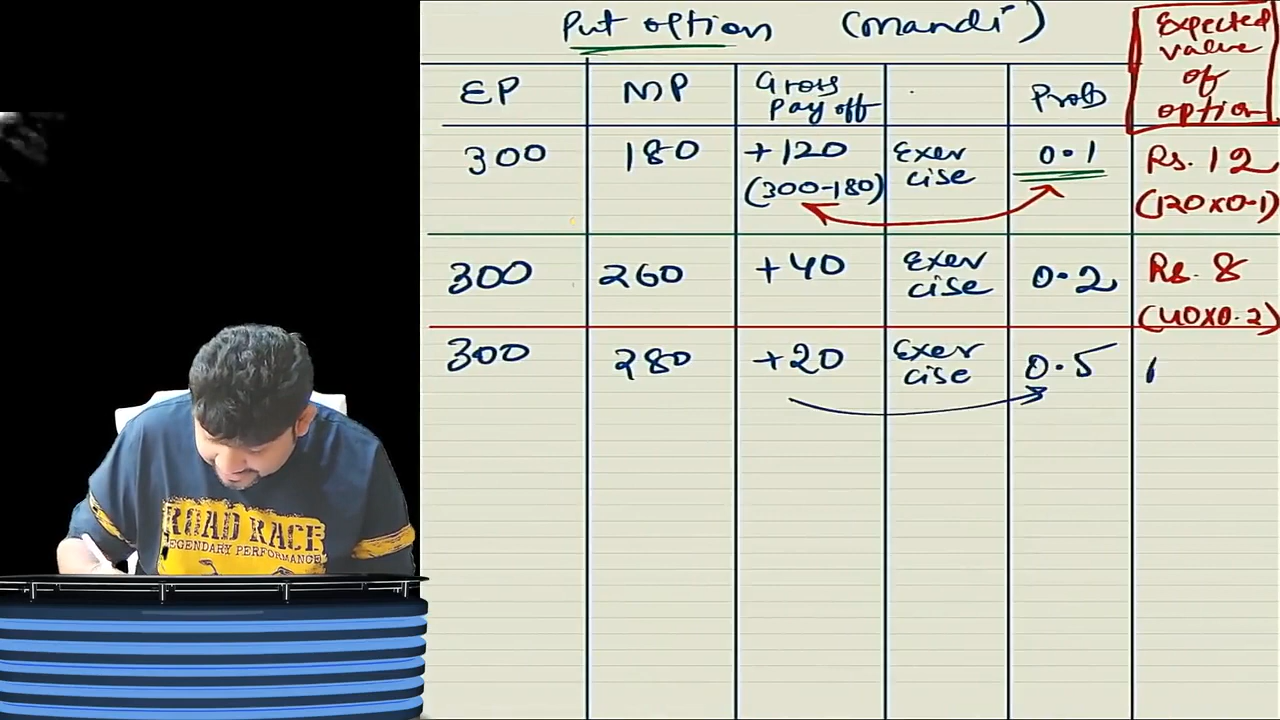 Put option (mandi)
Expected
value
of
option
EP MP Gross Pay off Prob
300 180 +120 (300-180) Exer cise 0.1 Rs. 12 (120x0.1)
300 260 +40 Exer cise 0.2 Rs. 8 (40x0.2)
300 280 +20 Exer cise 0.5
ROAD RACE
LEGENDARY PERFORMANCE